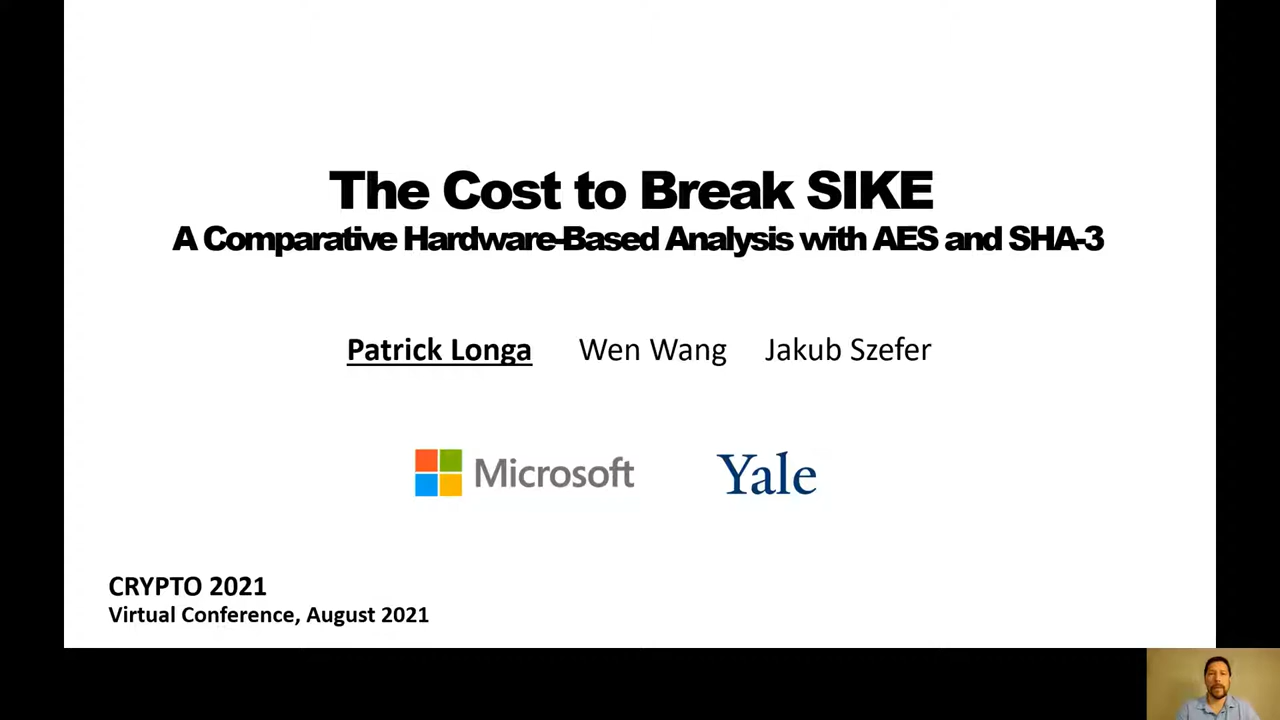 The Cost to Break SIKE
A Comparative Hardware-Based Analysis with AES and SHA-3
Patrick Longa Wen Wang Jakub Szefer
Microsoft Yale
CRYPTO 2021
Virtual Conference, August 2021